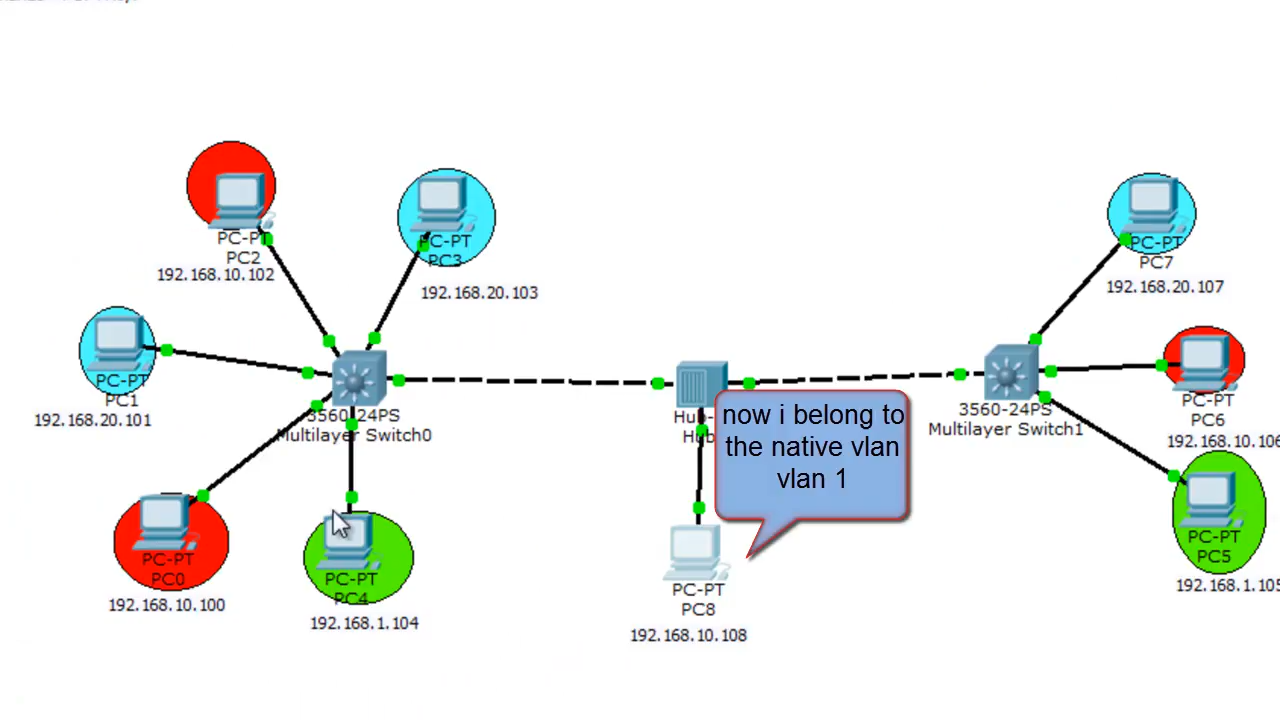 PC-PT
PC2
192.168.10.102
PC-PT
PC3
192.168.20.103
PC-PT
PC7
192.168.20.107
PC-PT
PC1
192.168.20.101
3560-24PS
Multilayer Switch0
Hub-
Hub
now i belong to
the native vlan
vlan 1
3560-24PS
Multilayer Switch1
PC-PT
PC6
192.168.10.106
PC-PT
PC0
192.168.10.100
PC-PT
PC4
192.168.1.104
PC-PT
PC8
192.168.10.108
PC-PT
PC5
192.168.1.105